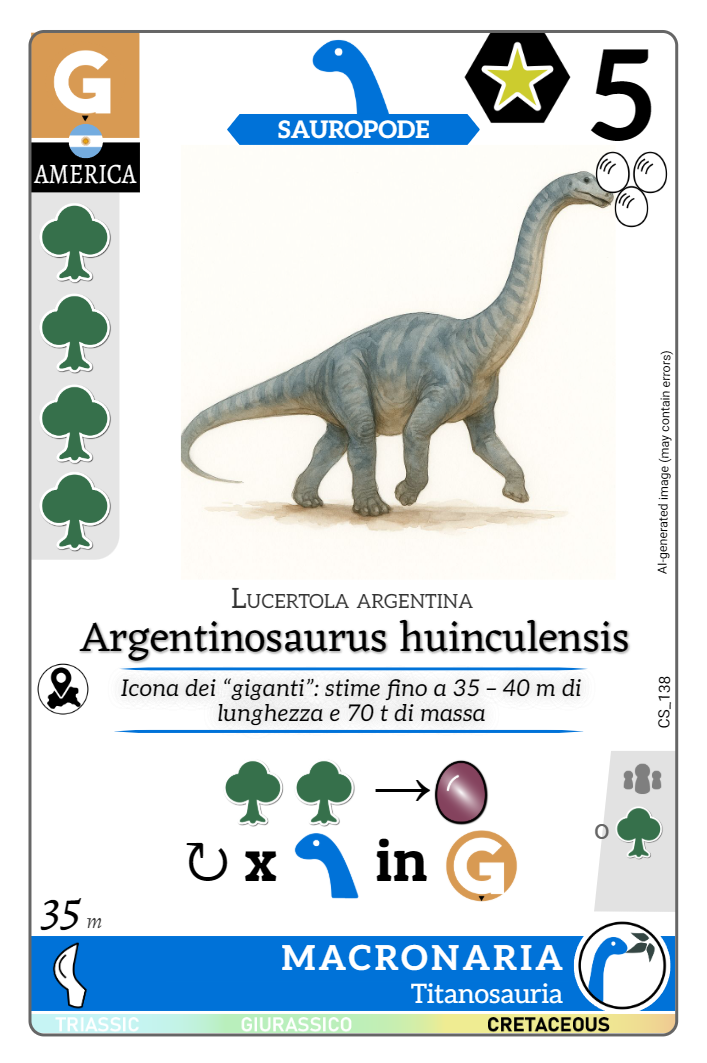 G
AMERICA
SAUROPODE
5
AI-generated image (may contain errors)
LUCERTOLA ARGENTINA
Argentinosaurus huinculensis
Icona dei “giganti”: stime fino a 35 – 40 m di
lunghezza e 70 t di massa
CS_138
→
o
↻ x in G
35 m
MACRONARIA
Titanosauria
TRIASSIC GIURASSICO CRETACEOUS